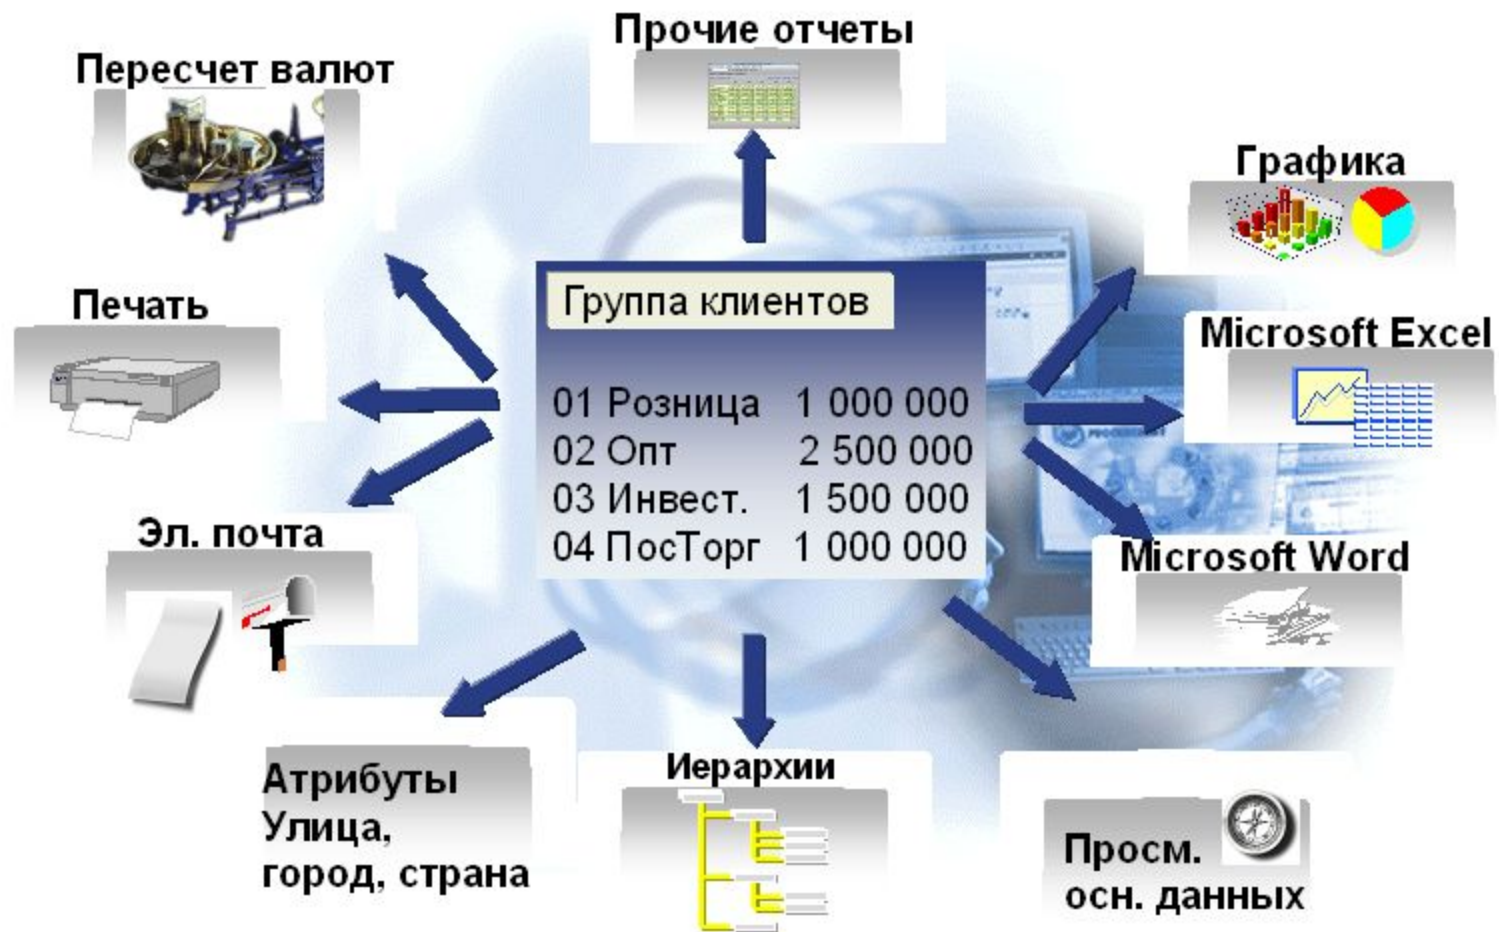 Прочие отчеты
Пересчет валют
Графика
Печать
Группа клиентов
Microsoft Excel
01 Розница 1 000 000
02 Опт 2 500 000
03 Инвест. 1 500 000
04 ПосТорг 1 000 000
Эл. почта
Microsoft Word
Атрибуты
Улица,
город, страна
Иерархии
Просм.
осн. данных